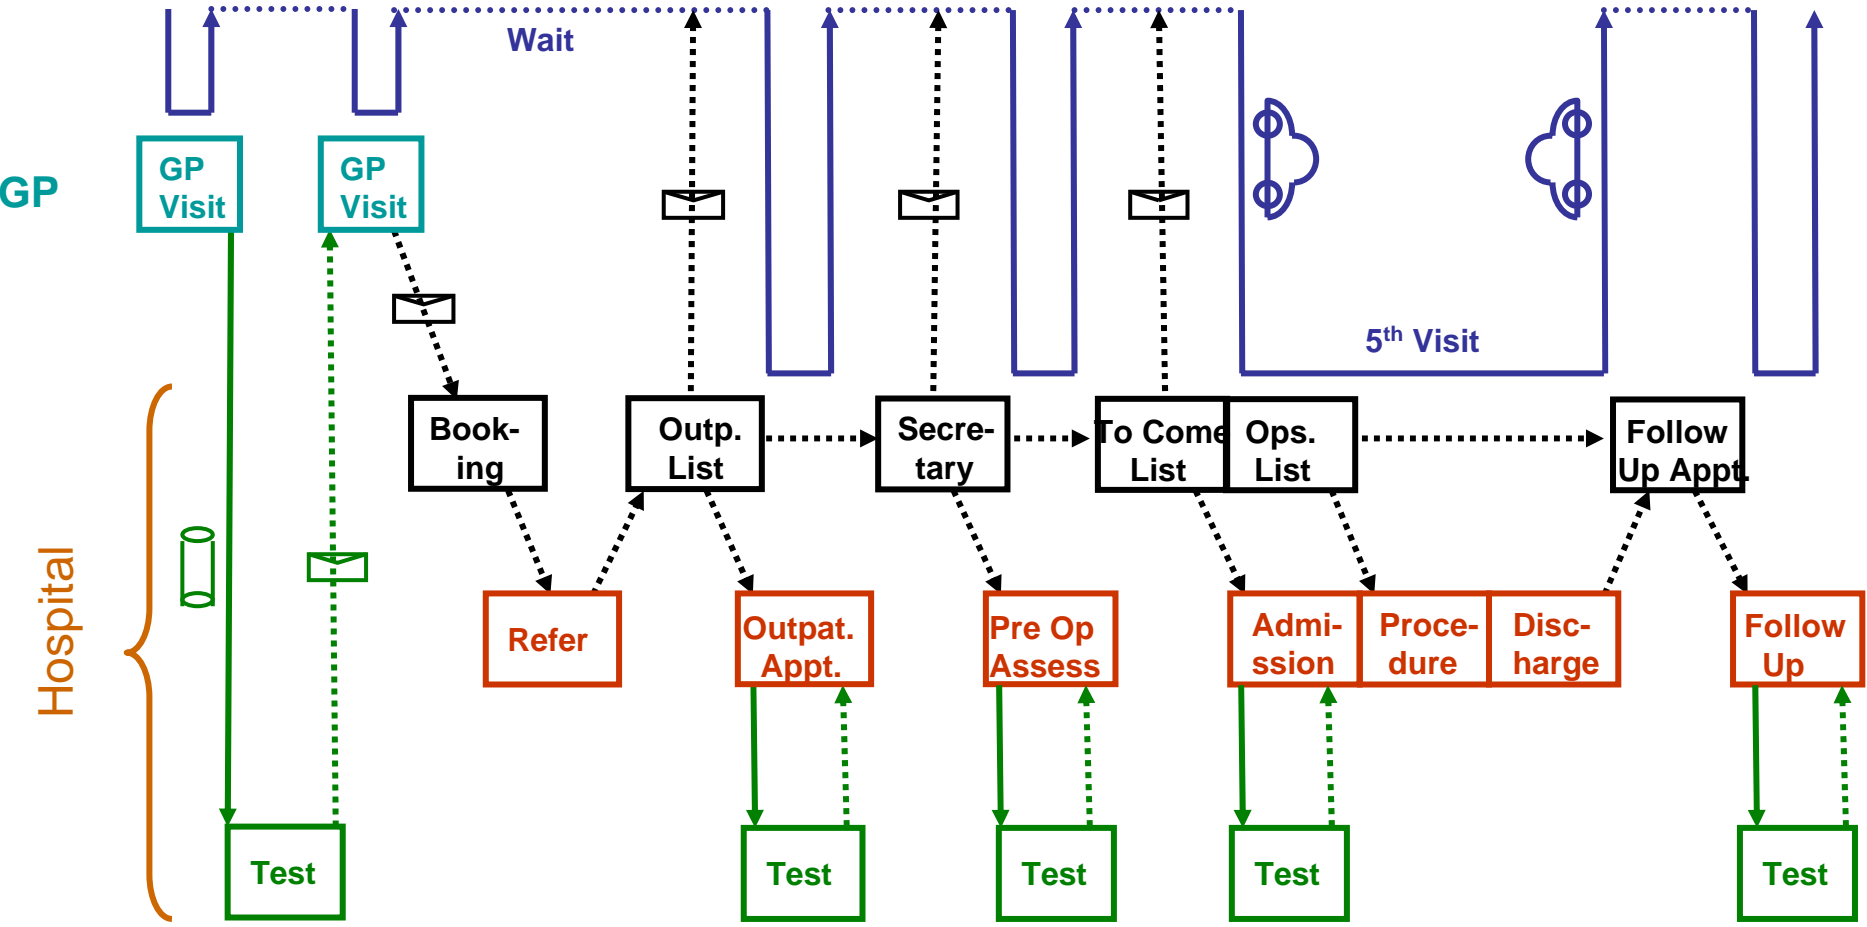 Wait
GP
GP
Visit
GP
Visit
5th Visit
Hospital
Book-
ing
Outp.
List
Secre-
tary
To Come
List
Ops.
List
Follow
Up Appt.
Refer
Outpat.
Appt.
Pre Op
Assess
Admi-
ssion
Proce-
dure
Disc-
harge
Follow
Up
Test
Test
Test
Test
Test